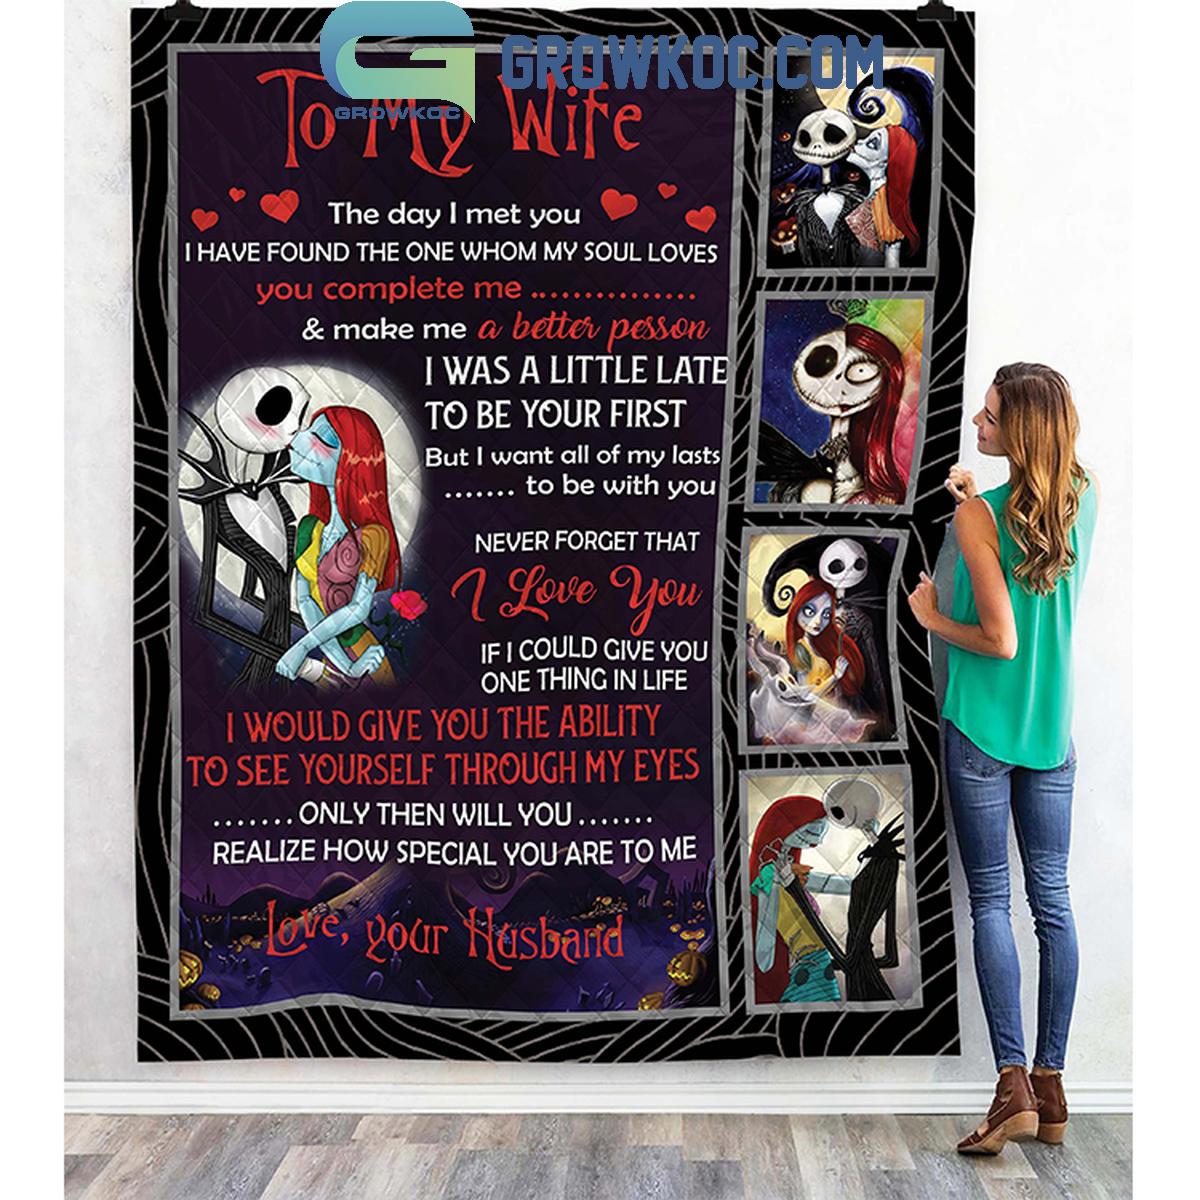 GROWKOC.COM
GROWKOC
To My Wife
The day I met you
I HAVE FOUND THE ONE WHOM MY SOUL LOVES
you complete me ...............
& make me a better pesson
I WAS A LITTLE LATE
TO BE YOUR FIRST
But I want all of my lasts
....... to be with you
NEVER FORGET THAT
I Love You
IF I COULD GIVE YOU
ONE THING IN LIFE
I WOULD GIVE YOU THE ABILITY
TO SEE YOURSELF THROUGH MY EYES
.......ONLY THEN WILL YOU.......
REALIZE HOW SPECIAL YOU ARE TO ME
Love, your Husband